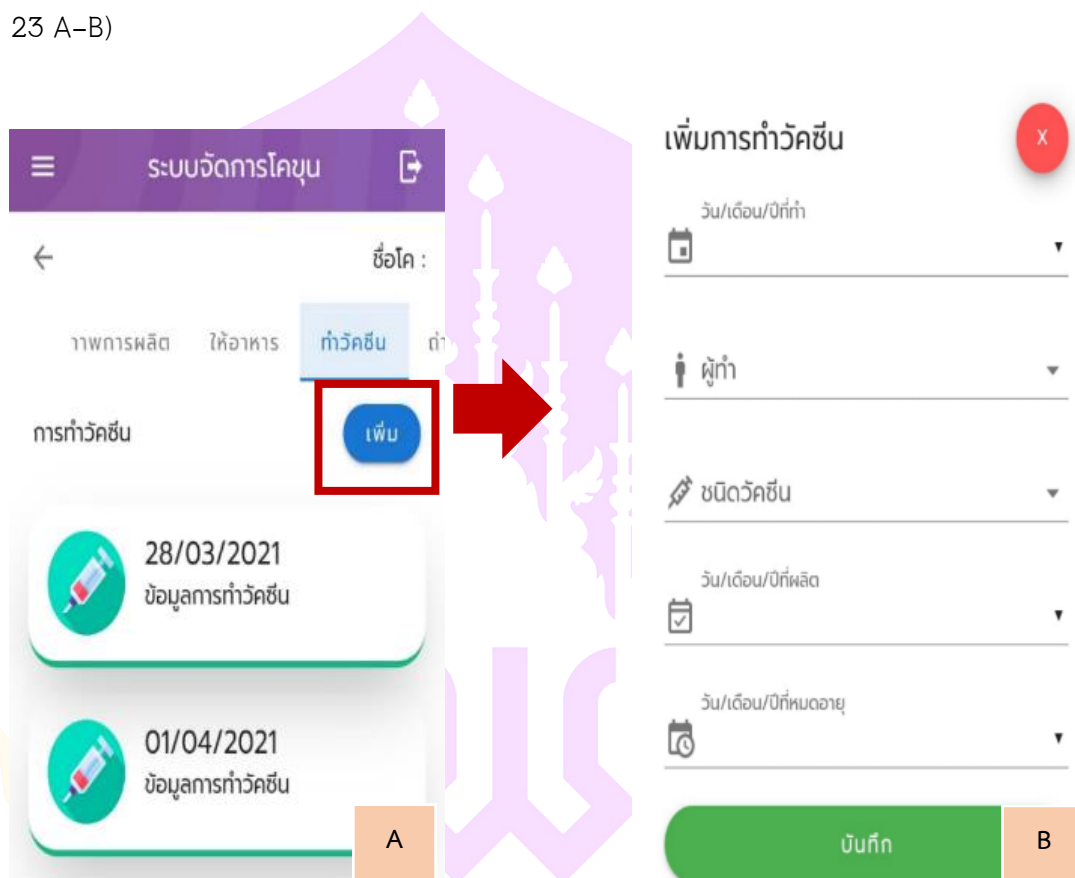 23 A–B)
ระบบจัดการโคขุน
ชื่อโค :
าพการผลิต ให้อาหาร ทำวัคซีน ถ่า
การทำวัคซีน เพิ่ม
28/03/2021
ข้อมูลการทำวัคซีน
01/04/2021
ข้อมูลการทำวัคซีน
A
เพิ่มการทำวัคซีน X
วัน/เดือน/ปีที่ทำ
ผู้ทำ
ชนิดวัคซีน
วัน/เดือน/ปีที่ผลิต
วัน/เดือน/ปีที่หมดอายุ
บันทึก
B